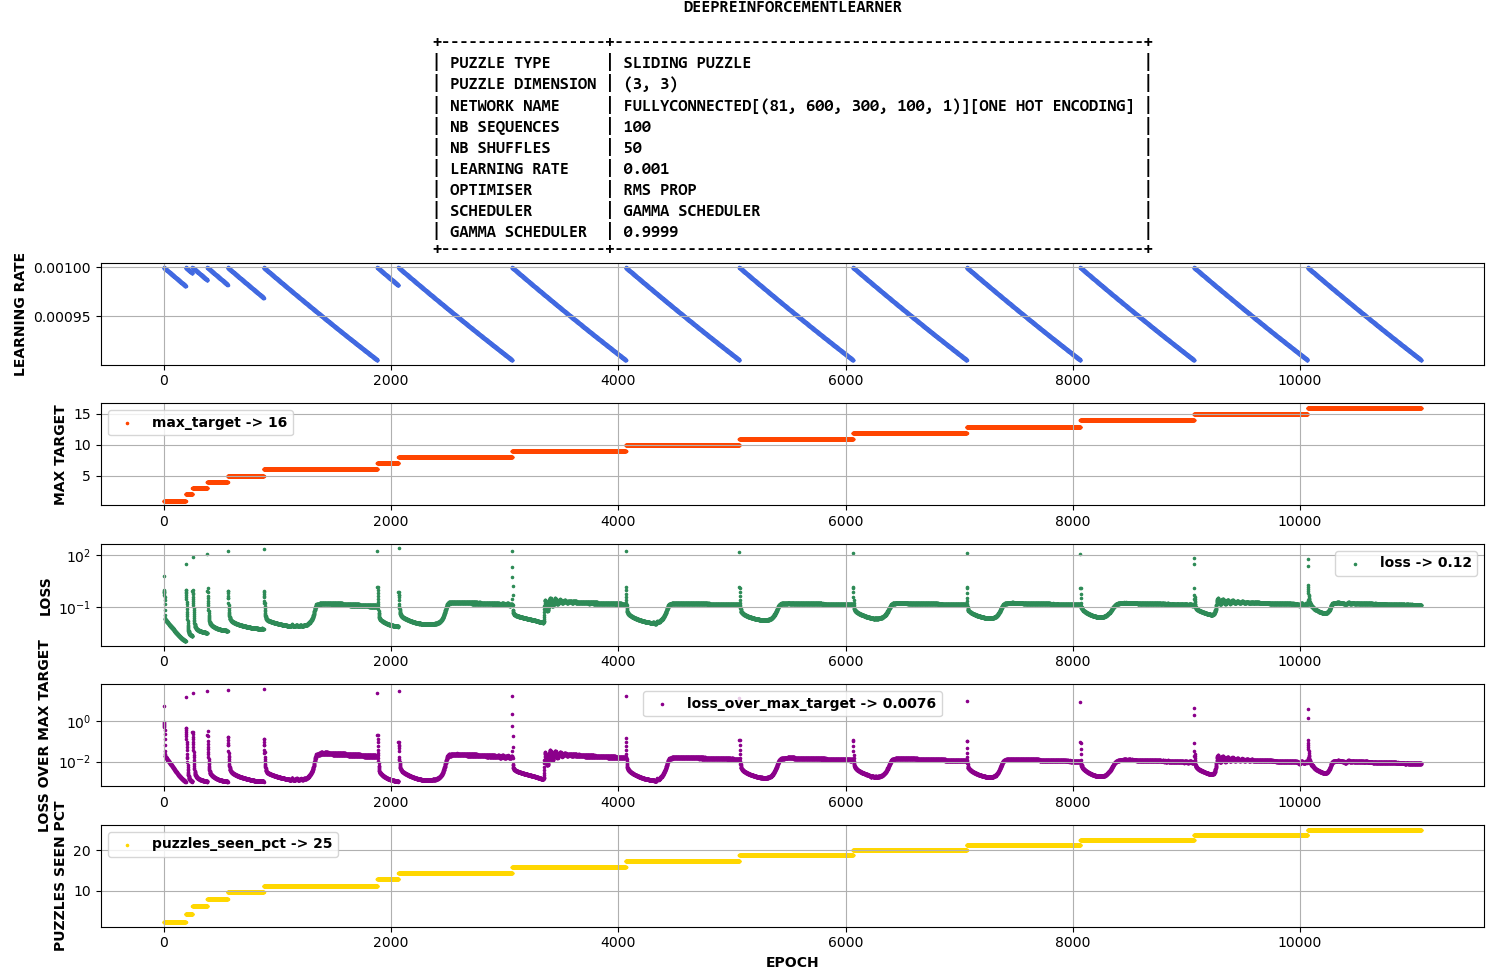 DEEPREINFORCEMENTLEARNER
+------------------+-----------------------------------------------------------+
| PUZZLE TYPE | SLIDING PUZZLE |
| PUZZLE DIMENSION | (3, 3) |
| NETWORK NAME | FULLYCONNECTED[(81, 600, 300, 100, 1)][ONE HOT ENCODING] |
| NB SEQUENCES | 100 |
| NB SHUFFLES | 50 |
| LEARNING RATE | 0.001 |
| OPTIMISER | RMS PROP |
| SCHEDULER | GAMMA SCHEDULER |
| GAMMA SCHEDULER | 0.9999 |
+------------------+-----------------------------------------------------------+
LEARNING RATE
0.00100
0.00095
0 2000 4000 6000 8000 10000
MAX TARGET
15
10
5
max_target -> 16
0 2000 4000 6000 8000 10000
LOSS
10^2
10^-1
loss -> 0.12
0 2000 4000 6000 8000 10000
LOSS OVER MAX TARGET
10^0
10^-2
loss_over_max_target -> 0.0076
0 2000 4000 6000 8000 10000
PUZZLES SEEN PCT
20
10
puzzles_seen_pct -> 25
0 2000 4000 6000 8000 10000
EPOCH